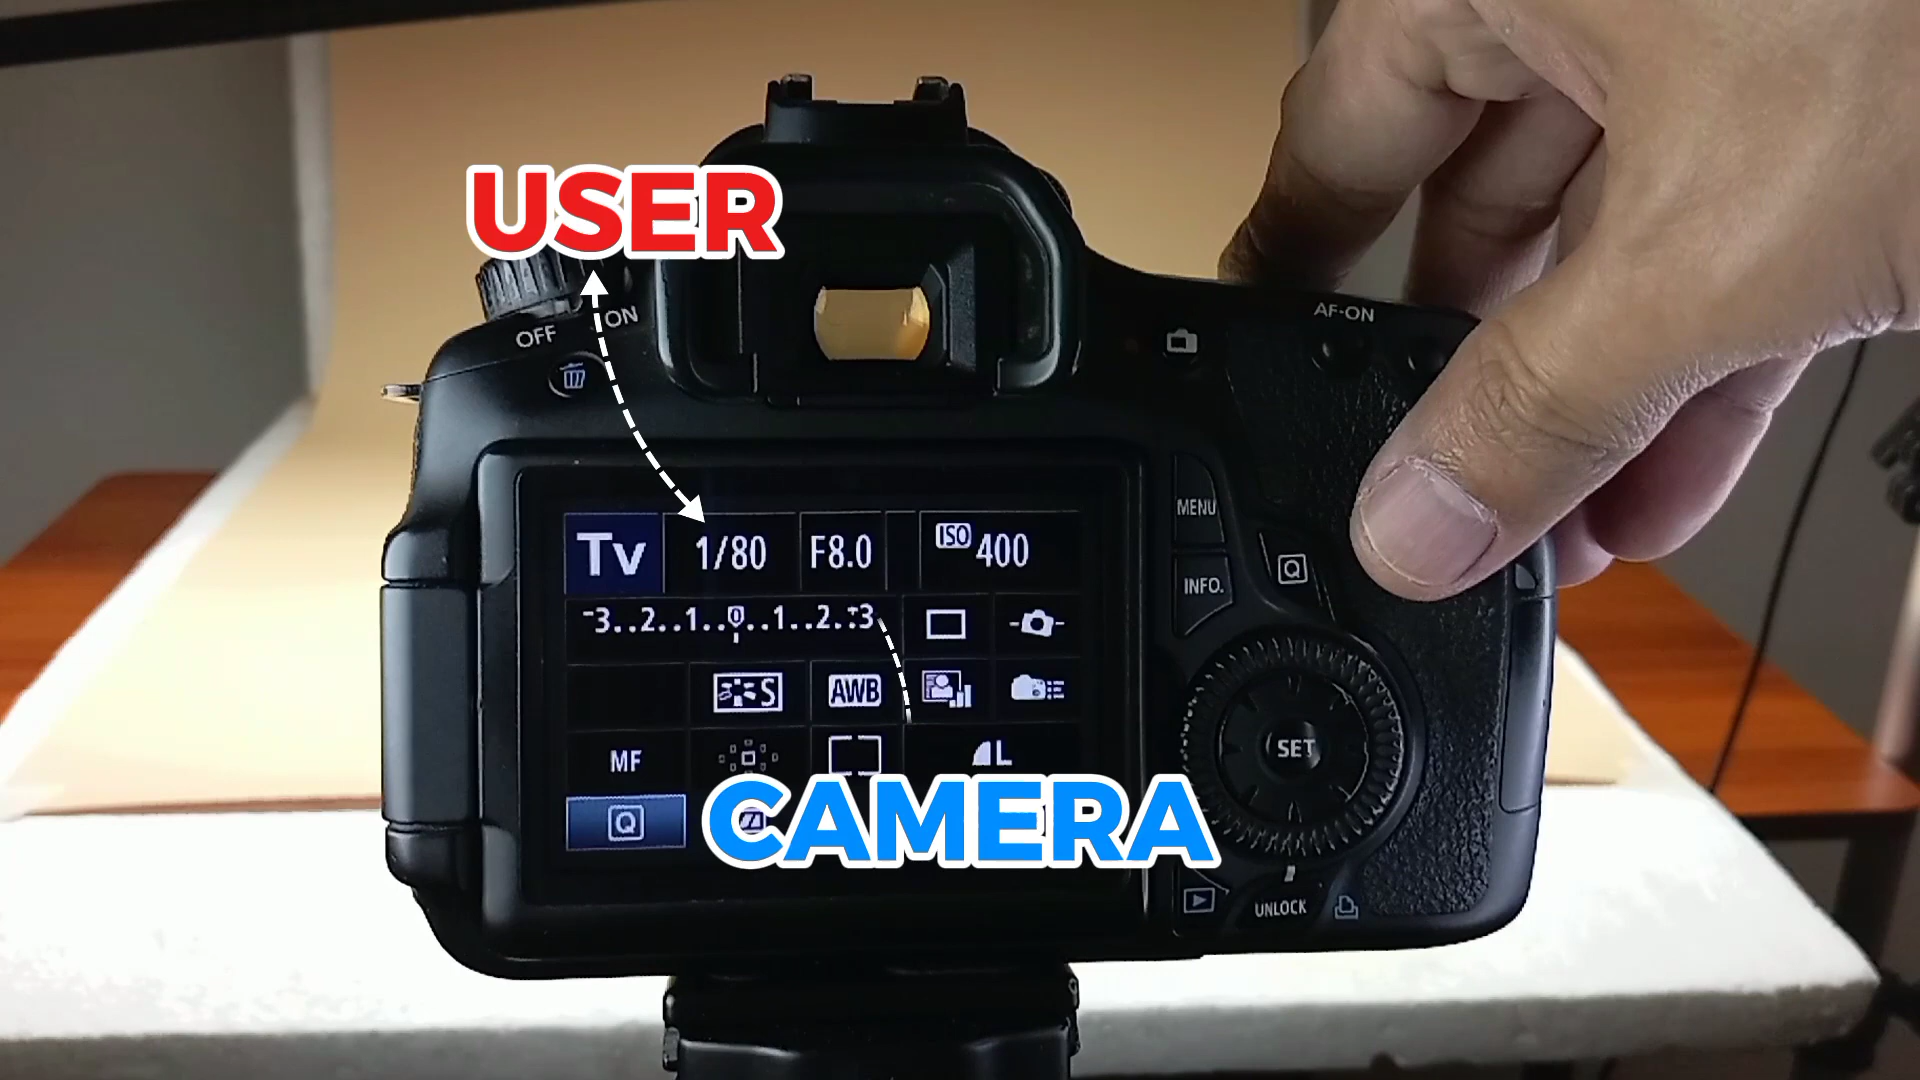 USER
OFF
ON
AF-ON
Tv 1/80 F8.0 ISO 400
-3..2..1..0..1..2..+3
S AWB
MF L
Q
CAMERA
MENU
INFO.
Q
SET
UNLOCK